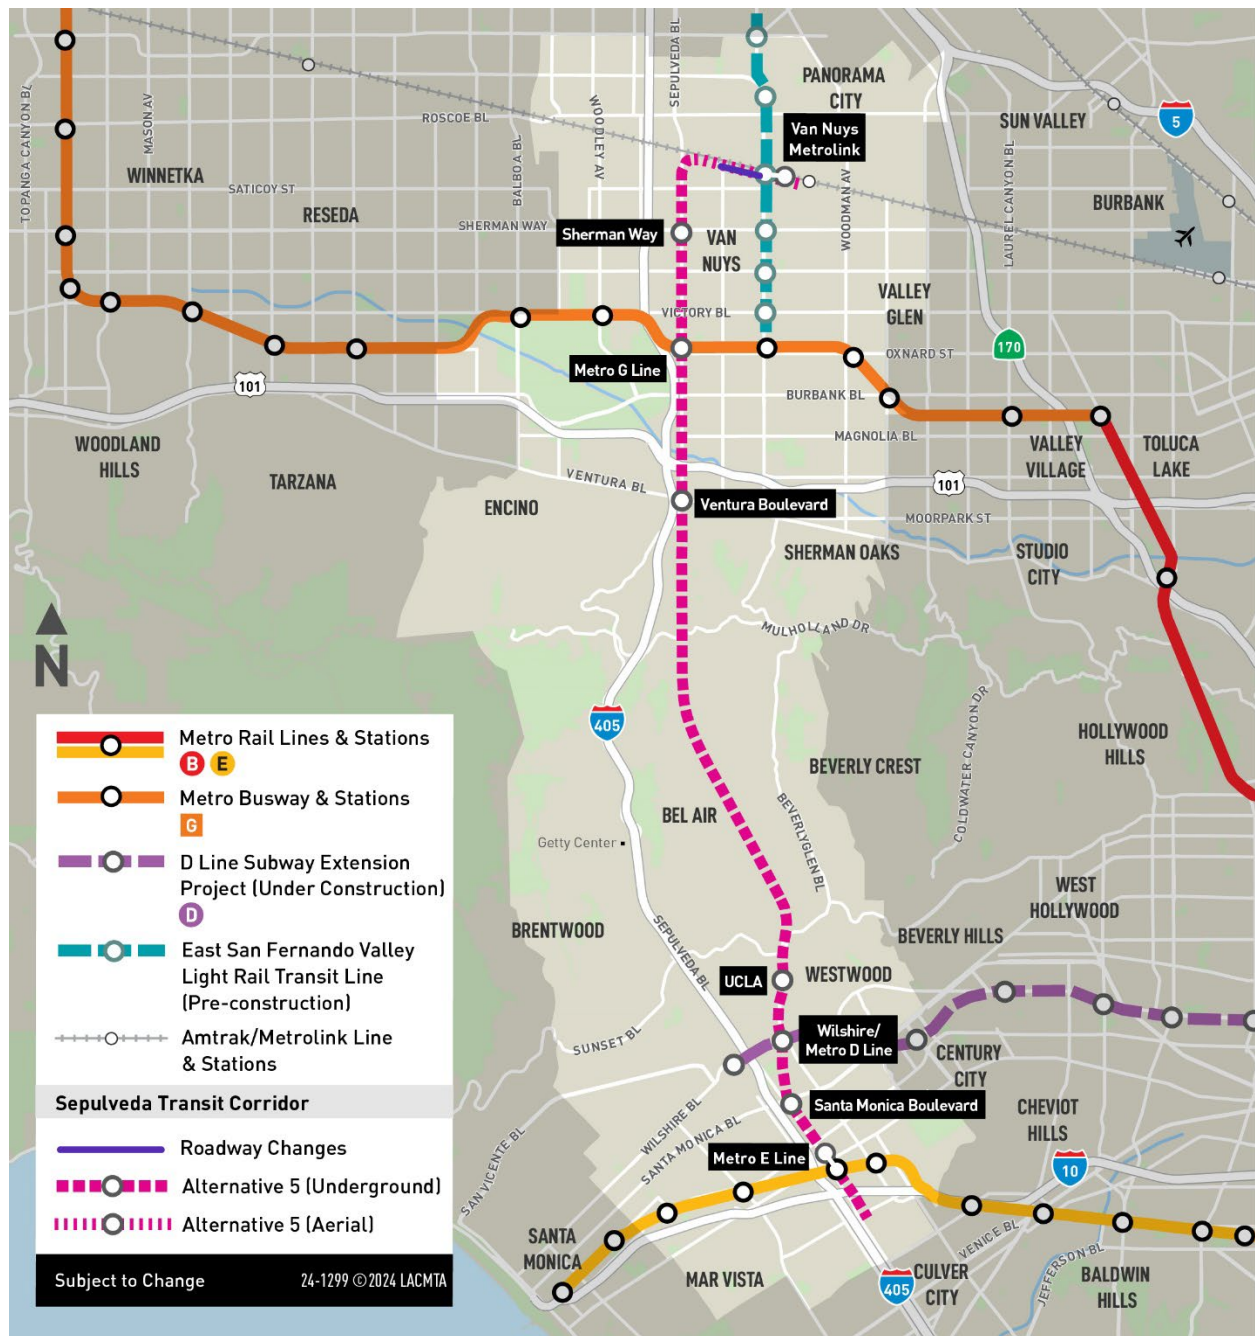 SEPULVEDA BL
PANORAMA
CITY
TOPANGA CANYON BL
MASON AV
ROSCOE BL
WOODLEY AV
BALBOA BL
Van Nuys
Metrolink
SUN VALLEY
5
WINNETKA
SATICOY ST
RESEDA
SHERMAN WAY
Sherman Way
VAN
NUYS
WOODMAN AV
LAUREL CANYON BL
BURBANK
VICTORY BL
VALLEY
GLEN
170
OXNARD ST
Metro G Line
101
BURBANK BL
MAGNOLIA BL
WOODLAND
HILLS
TARZANA
VENTURA BL
ENCINO
Ventura Boulevard
101
VALLEY
VILLAGE
TOLUCA
LAKE
MOORPARK ST
SHERMAN OAKS
STUDIO
CITY
MULHOLLAND DR
N
405
COLDWATER CANYON DR
HOLLYWOOD
HILLS
BEVERLY CREST
BEL AIR
BEVERLY GLEN BL
Getty Center
WEST
HOLLYWOOD
BRENTWOOD
SEPULVEDA BL
BEVERLY HILLS
UCLA
WESTWOOD
SUNSET BL
Wilshire/
Metro D Line
CENTURY
CITY
Santa Monica Boulevard
CHEVIOT
HILLS
WILSHIRE BL
SANTA MONICA BL
SAN VICENTE BL
Metro E Line
10
SANTA
MONICA
MAR VISTA
405
CULVER
CITY
VENICE BL
JEFFERSON BL
BALDWIN
HILLS
Metro Rail Lines & Stations
B E
Metro Busway & Stations
G
D Line Subway Extension
Project (Under Construction)
D
East San Fernando Valley
Light Rail Transit Line
(Pre-construction)
Amtrak/Metrolink Line
& Stations
Sepulveda Transit Corridor
Roadway Changes
Alternative 5 (Underground)
Alternative 5 (Aerial)
Subject to Change 24-1299 ©2024 LACMTA